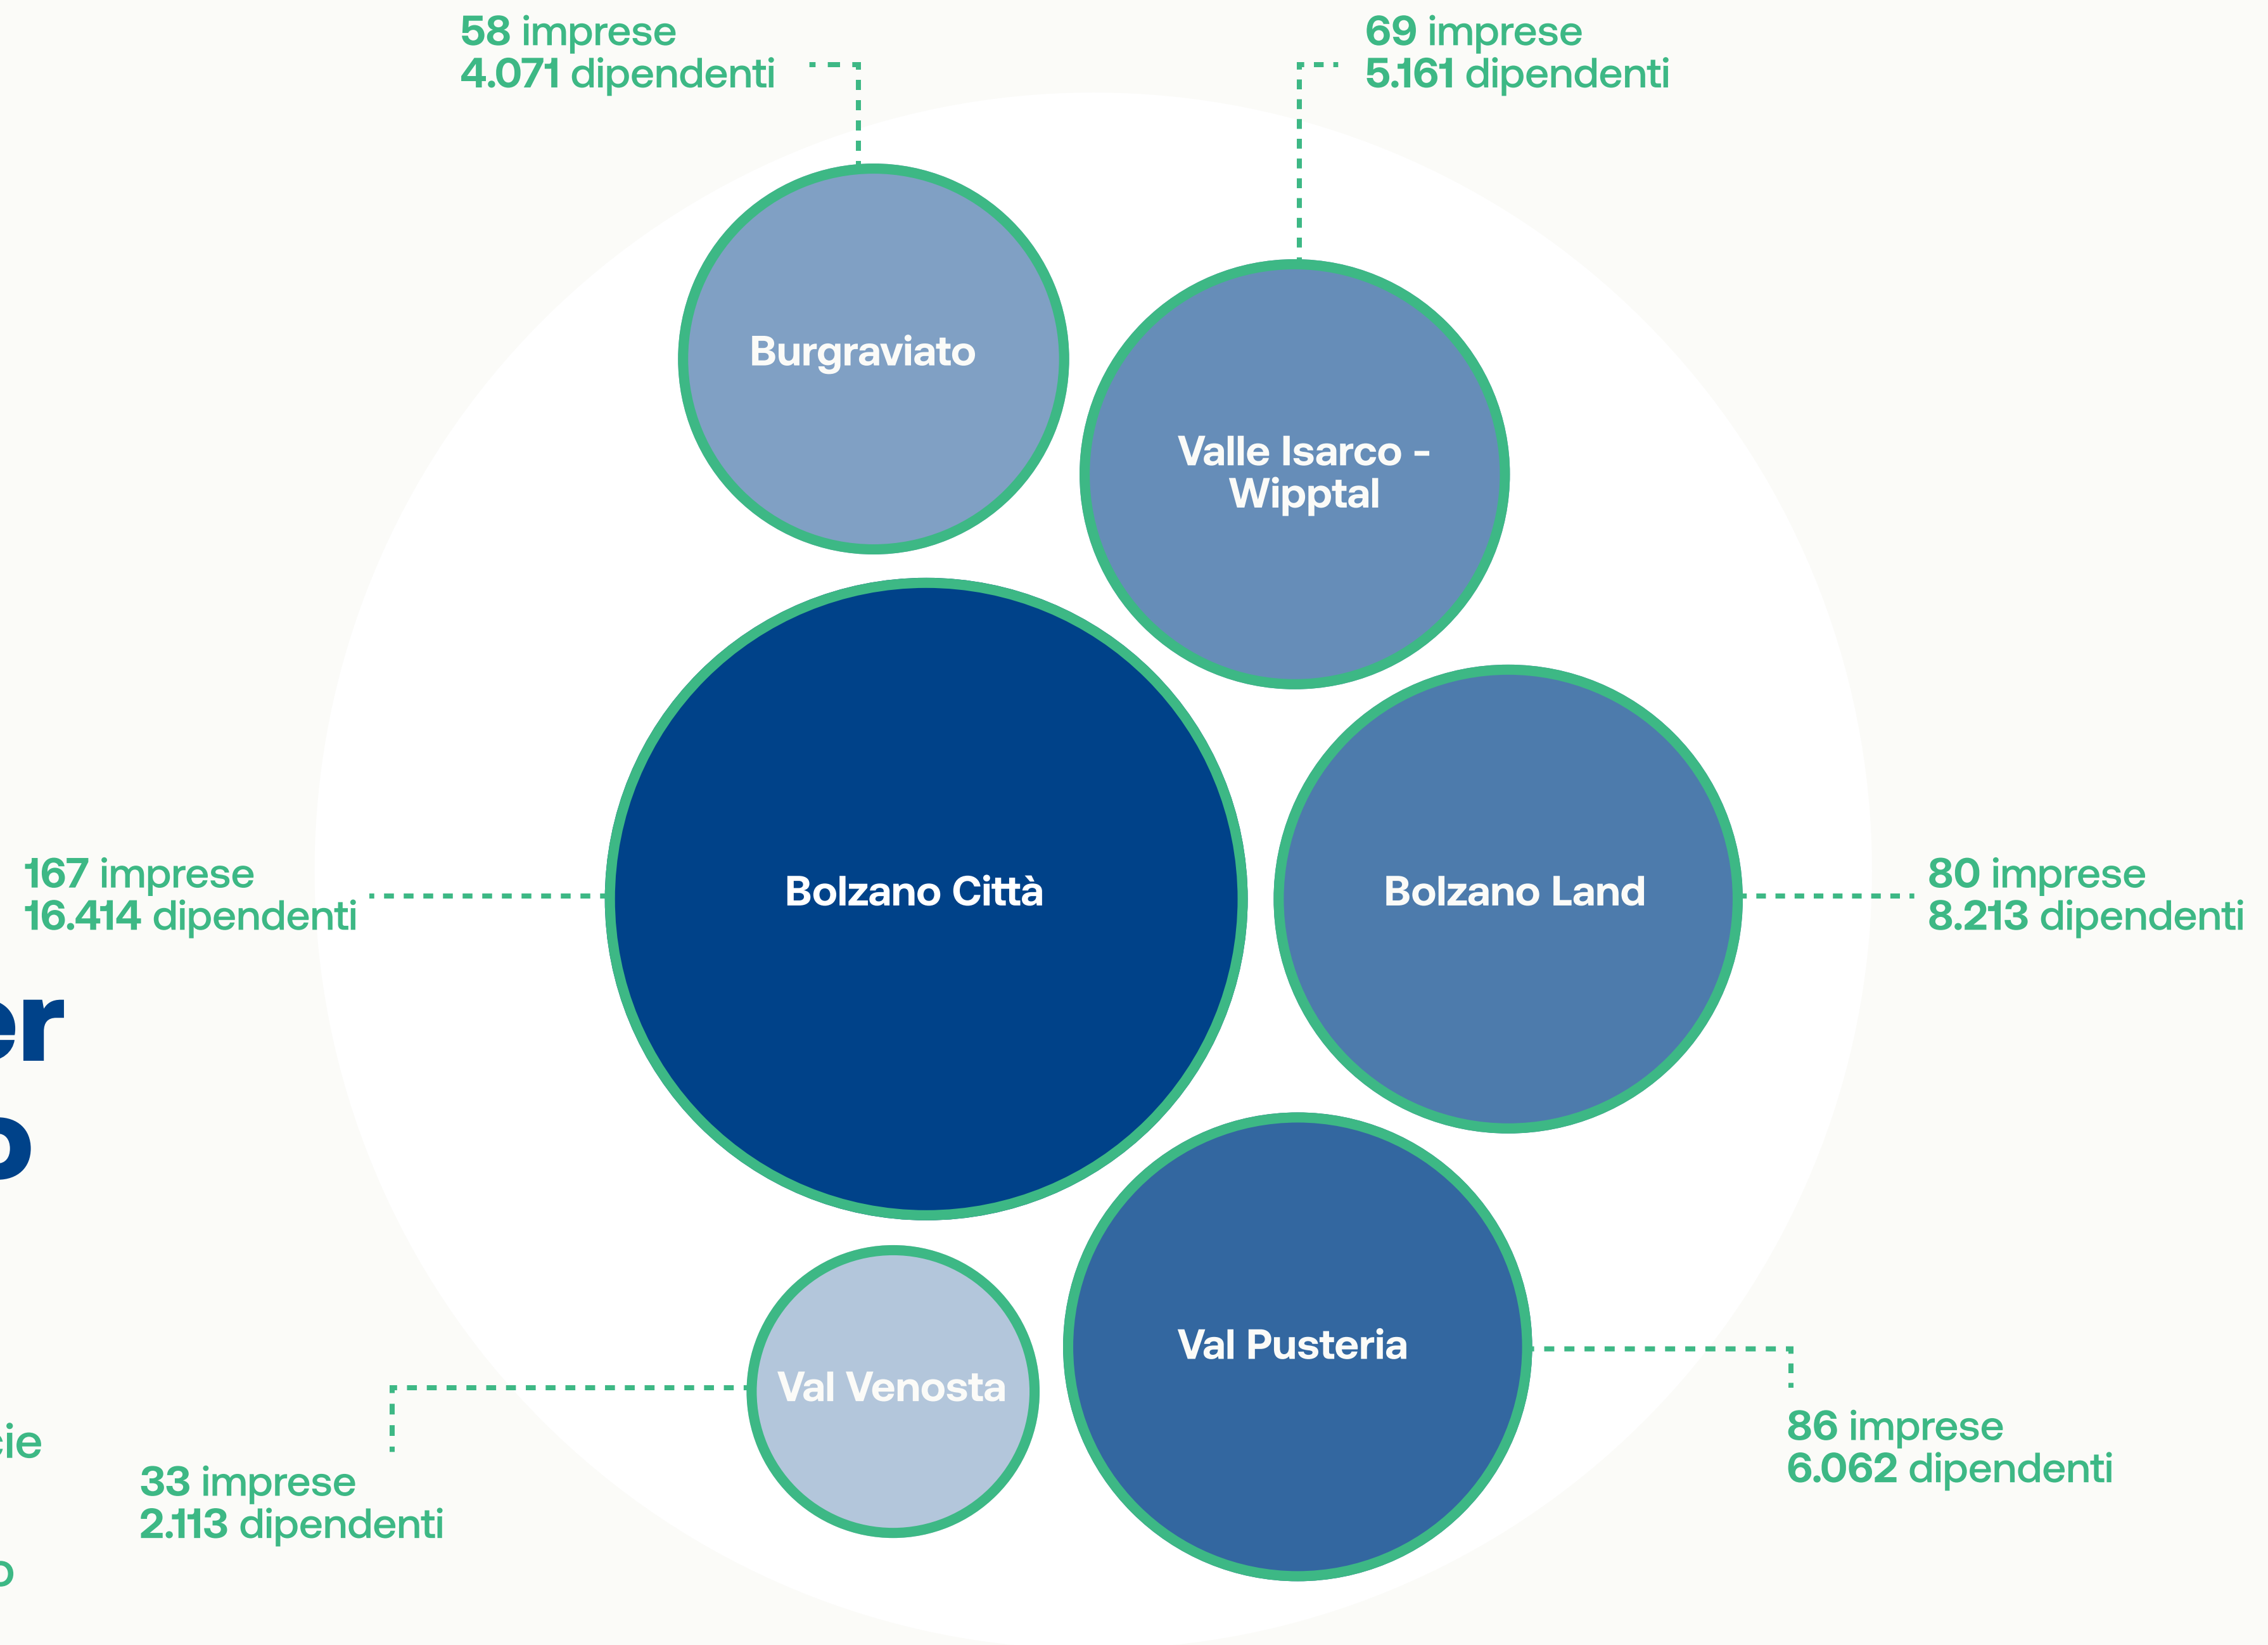 58 imprese
4.071 dipendenti
69 imprese
5.161 dipendenti
Burgraviato
Valle Isarco -
Wipptal
167 imprese
16.414 dipendenti
Bolzano Città
Bolzano Land
80 imprese
8.213 dipendenti
Val Pusteria
Val Venosta
86 imprese
6.062 dipendenti
33 imprese
2.113 dipendenti